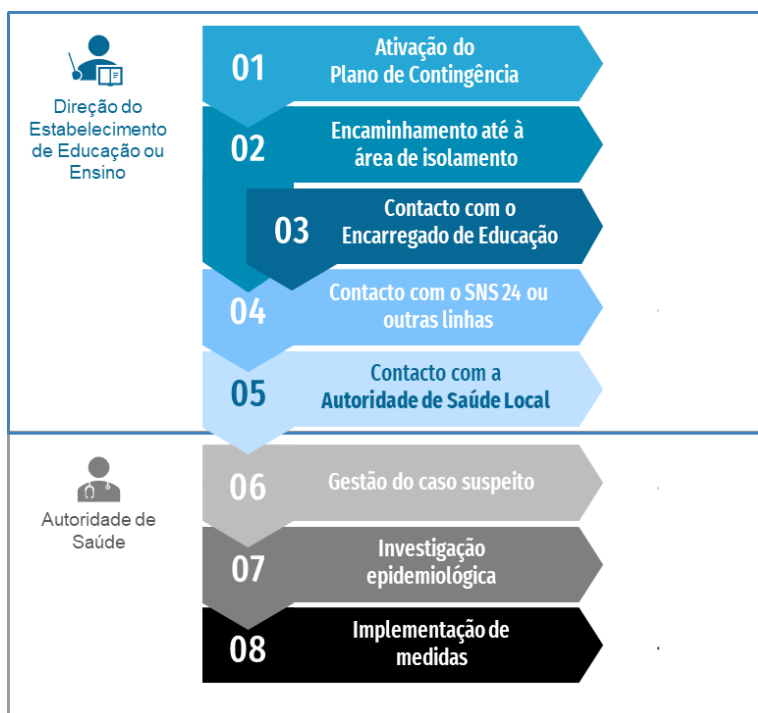 Direção do
Estabelecimento
de Educação ou
Ensino
01
Ativação do
Plano de Contingência
02
Encaminhamento até à
área de isolamento
03
Contacto com o
Encarregado de Educação
04
Contacto com o SNS 24 ou
outras linhas
05
Contacto com a
Autoridade de Saúde Local
Autoridade de
Saúde
06
Gestão do caso suspeito
07
Investigação
epidemiológica
08
Implementação de
medidas